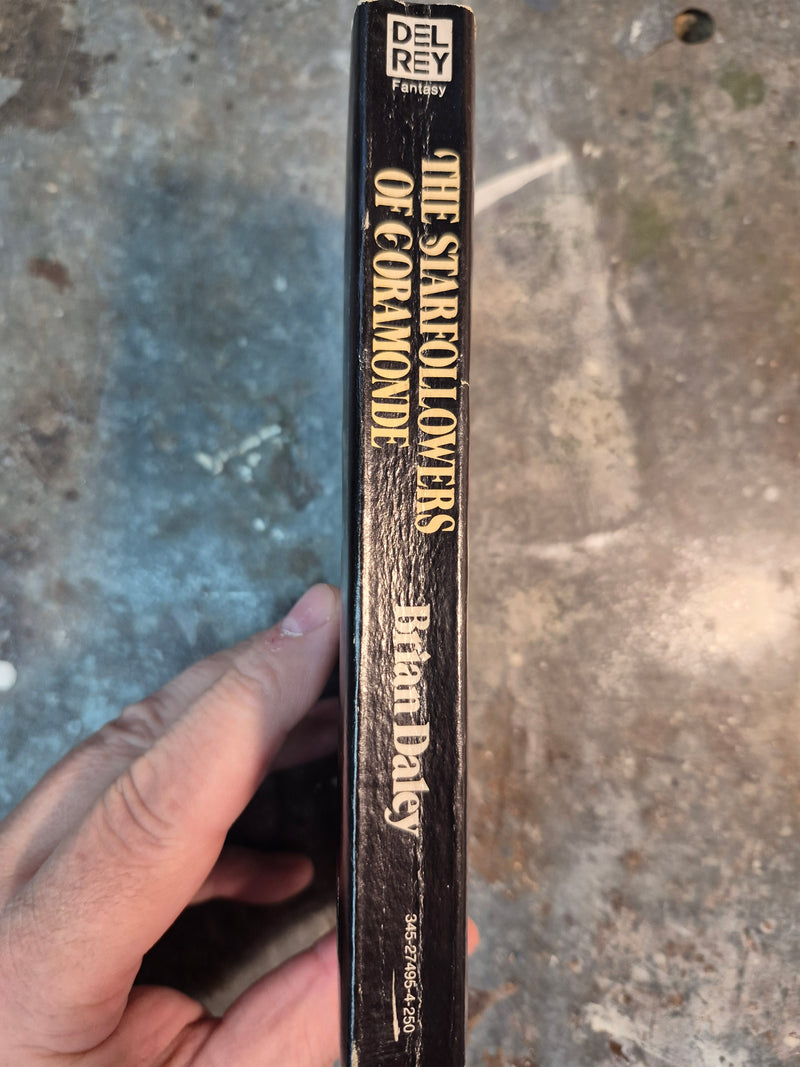 DEL
REY
Fantasy
THE STARFOLLOWERS
OF CORAMONDE
Brian Daley
345-27495-4-250